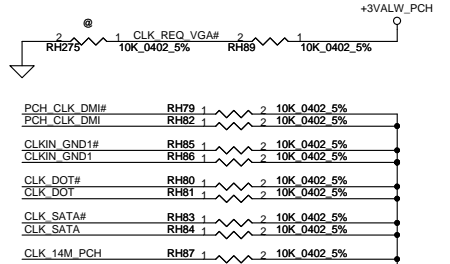 +3VALW_PCH
@
2 1 CLK_REQ_VGA# 2 1
RH275 10K_0402_5% RH89 10K_0402_5%
PCH_CLK_DMI# RH79 1 2 10K_0402_5%
PCH_CLK_DMI RH82 1 2 10K_0402_5%
CLKIN_GND1# RH85 1 2 10K_0402_5%
CLKIN_GND1 RH86 1 2 10K_0402_5%
CLK_DOT# RH80 1 2 10K_0402_5%
CLK_DOT RH81 1 2 10K_0402_5%
CLK_SATA# RH83 1 2 10K_0402_5%
CLK_SATA RH84 1 2 10K_0402_5%
CLK_14M_PCH RH87 1 2 10K_0402_5%